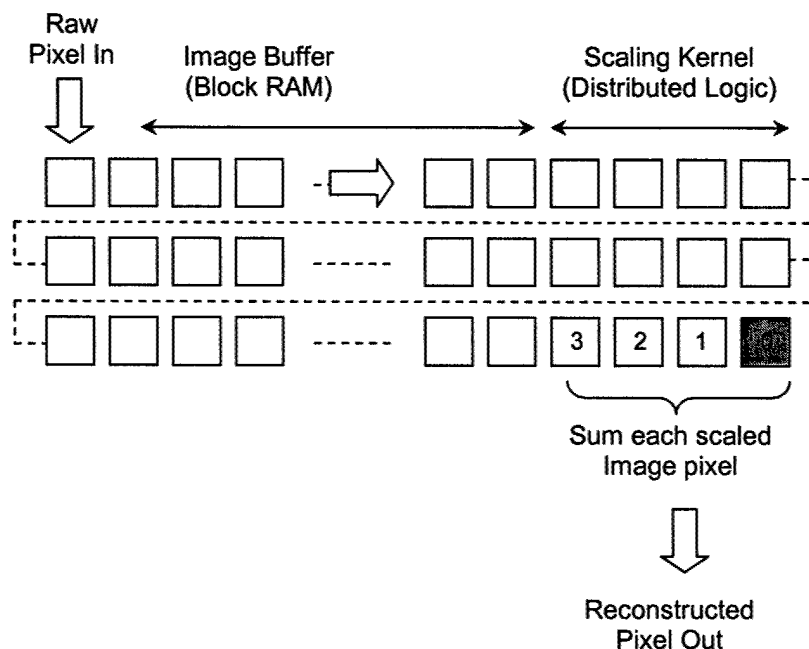 Raw
Pixel In
Image Buffer
(Block RAM)
Scaling Kernel
(Distributed Logic)
3 2 1
Sum each scaled
Image pixel
Reconstructed
Pixel Out